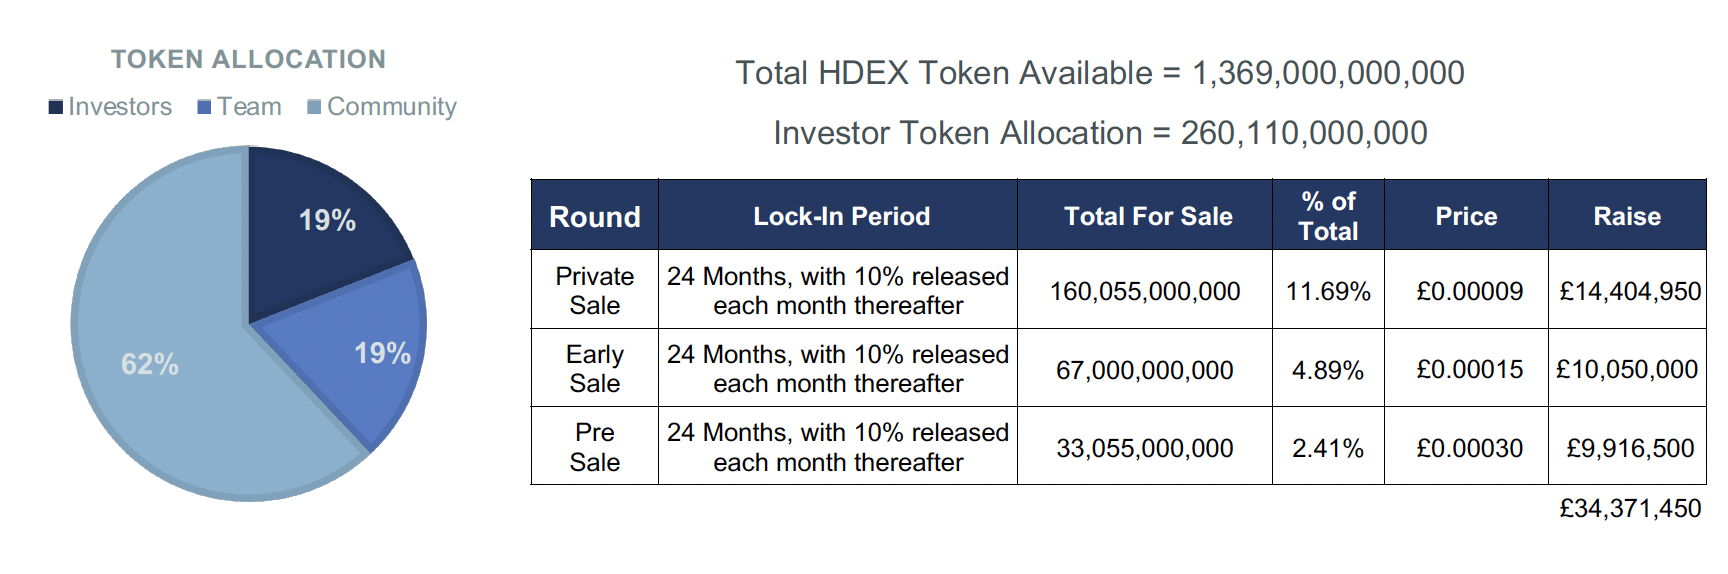 TOKEN ALLOCATION
Investors Team Community
19%
19%
62%
Total HDEX Token Available = 1,369,000,000,000
Investor Token Allocation = 260,110,000,000
Round Lock-In Period Total For Sale % of Total Price Raise
Private Sale 24 Months, with 10% released each month thereafter 160,055,000,000 11.69% £0.00009 £14,404,950
Early Sale 24 Months, with 10% released each month thereafter 67,000,000,000 4.89% £0.00015 £10,050,000
Pre Sale 24 Months, with 10% released each month thereafter 33,055,000,000 2.41% £0.00030 £9,916,500
£34,371,450